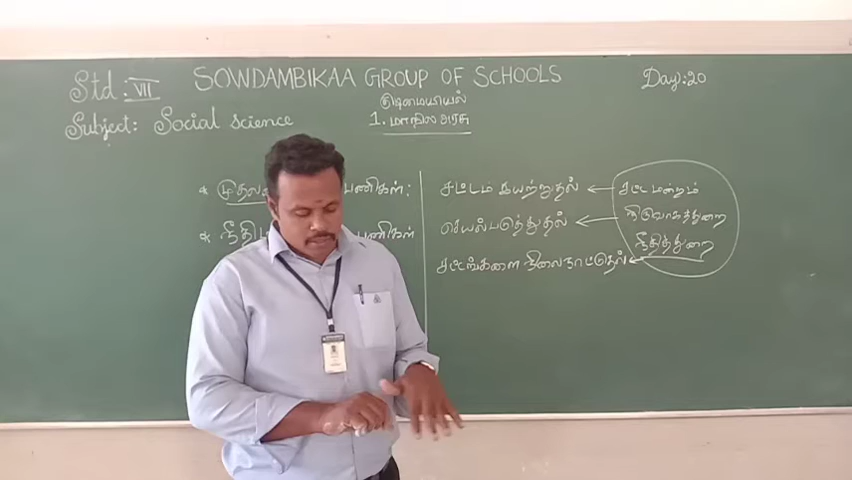 Std: VII SOWDAMBIKAA GROUP OF SCHOOLS Day:20
Subject: Social science குடிமையியல்
1. மாநில அரசு
* முதல பணிகள்:
* நீதி பணிகள்
சட்டம் இயற்றுதல் ← சட்டமன்றம்
செயல்படுத்துதல் ← நிர்வாகத்துறை
சட்டங்களை நிலைநாட்டுதல் ← நீதித்துறை